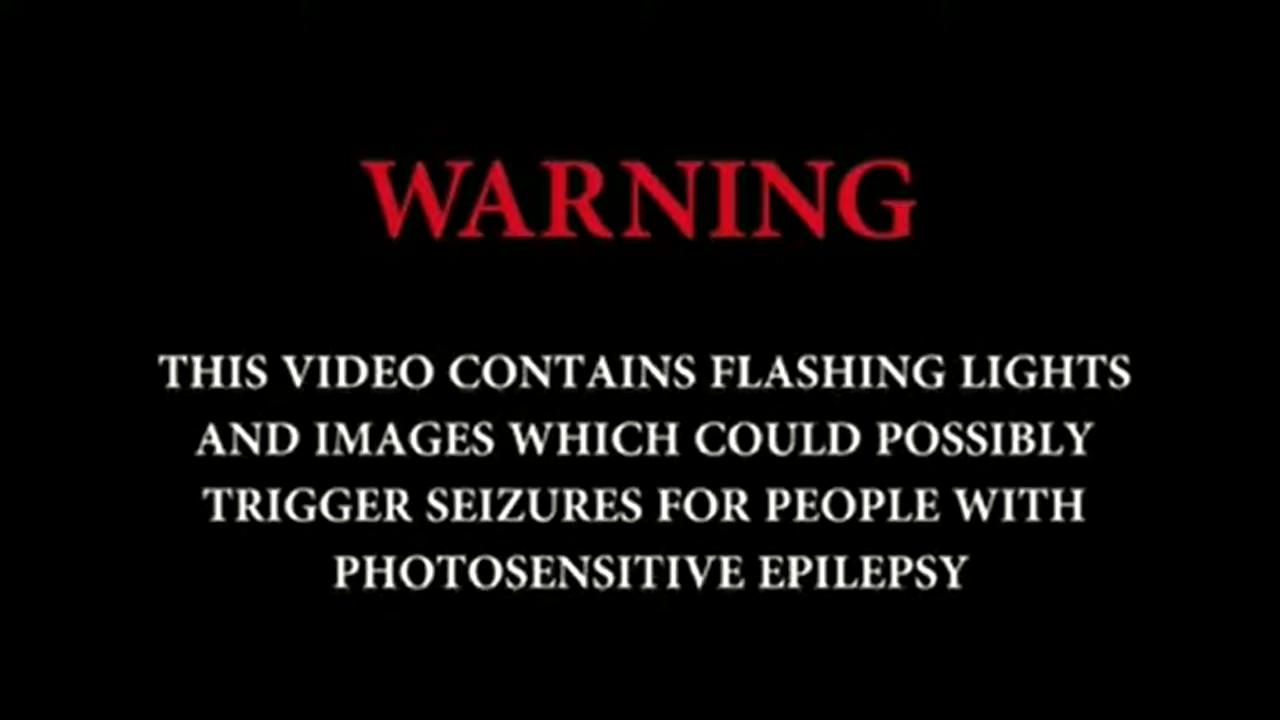 WARNING
THIS VIDEO CONTAINS FLASHING LIGHTS
AND IMAGES WHICH COULD POSSIBLY
TRIGGER SEIZURES FOR PEOPLE WITH
PHOTOSENSITIVE EPILEPSY